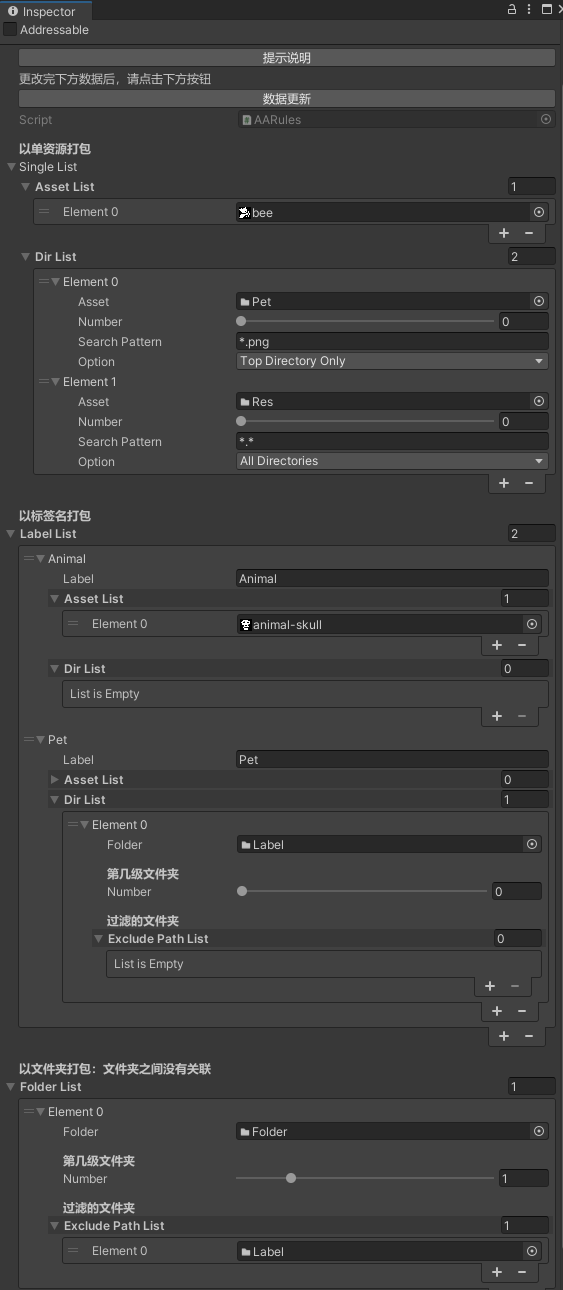 Inspector
Addressable
提示说明
更改完下方数据后，请点击下方按钮
数据更新
Script AARules
以单资源打包
Single List
Asset List 1
Element 0 bee
Dir List 2
Element 0
Asset Pet
Number 0
Search Pattern *.png
Option Top Directory Only
Element 1
Asset Res
Number 0
Search Pattern *.*
Option All Directories
以标签名打包
Label List 2
Animal
Label Animal
Asset List 1
Element 0 animal-skull
Dir List 0
List is Empty
Pet
Label Pet
Asset List 0
Dir List 1
Element 0
Folder Label
第几级文件夹
Number 0
过滤的文件夹
Exclude Path List 0
List is Empty
以文件夹打包：文件夹之间没有关联
Folder List 1
Element 0
Folder Folder
第几级文件夹
Number 1
过滤的文件夹
Exclude Path List 1
Element 0 Label